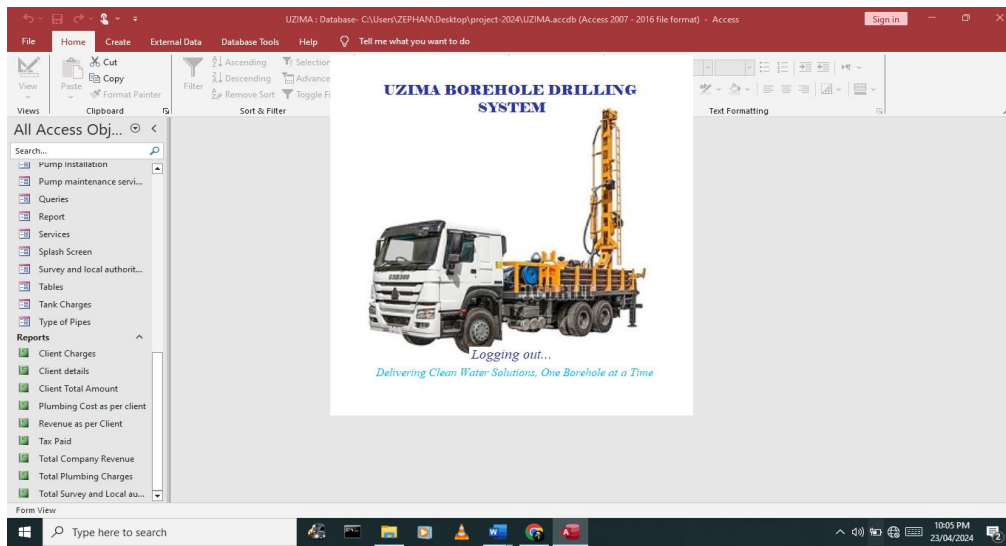 UZIMA : Database- C:\Users\ZEPHAN\Desktop\project-2024\UZIMA.accdb (Access 2007 - 2016 file format) - Access
Sign in
File Home Create External Data Database Tools Help Tell me what you want to do
View
Views
Paste
Cut
Copy
Format Painter
Clipboard
Filter
Ascending
Descending
Remove Sort
Selection
Advance
Toggle Fi
Sort & Filter
Text Formatting
All Access Obj...
Search...
Pump Installation
Pump maintenance servi...
Queries
Report
Services
Splash Screen
Survey and local authorit...
Tables
Tank Charges
Type of Pipes
Reports
Client Charges
Client details
Client Total Amount
Plumbing Cost as per client
Revenue as per Client
Tax Paid
Total Company Revenue
Total Plumbing Charges
Total Survey and Local au...
UZIMA BOREHOLE DRILLING
SYSTEM
Logging out...
Delivering Clean Water Solutions, One Borehole at a Time
Form View
Type here to search
10:05 PM
23/04/2024